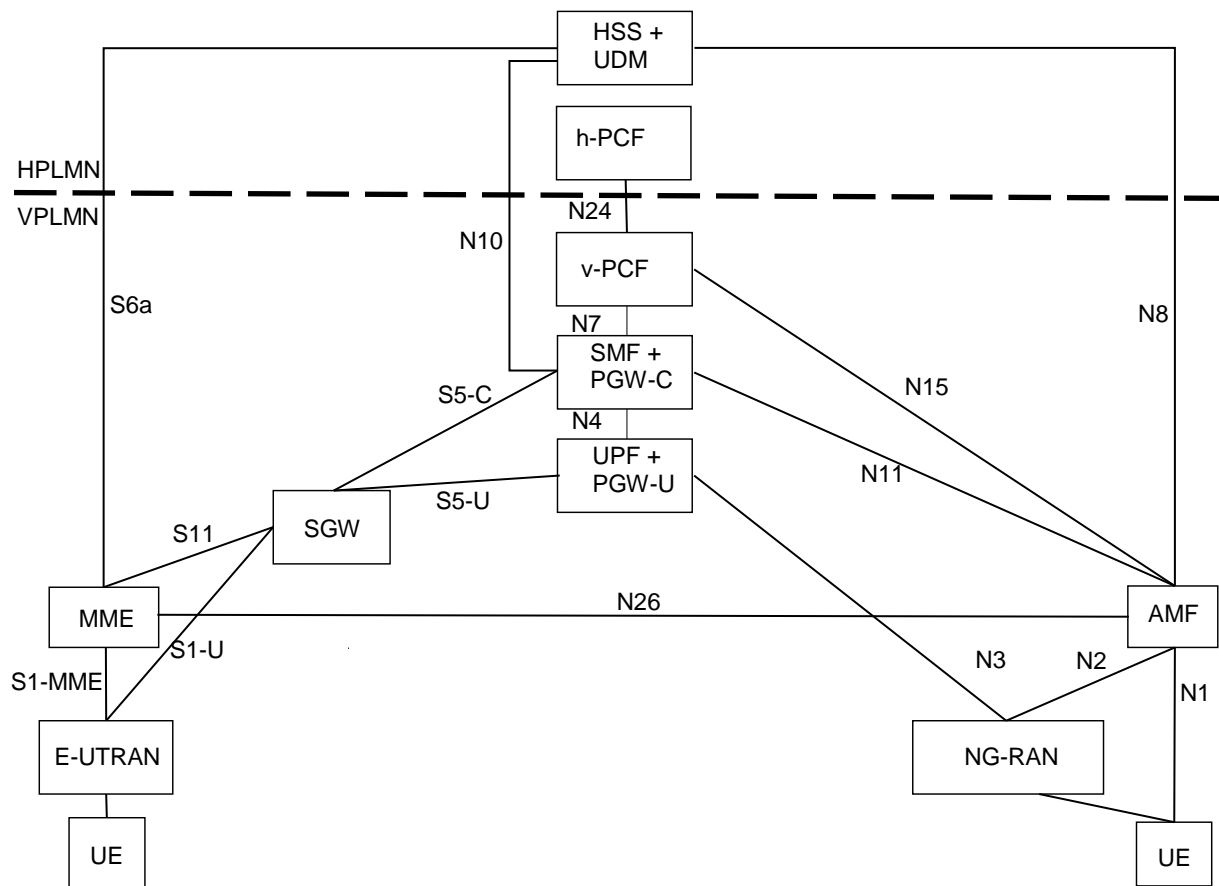 HSS +
UDM
h-PCF
HPLMN
VPLMN
N24
N10
v-PCF
S6a
N8
N7
SMF +
PGW-C
S5-C
N15
N4
UPF +
PGW-U
N11
S5-U
SGW
S11
MME
N26
AMF
S1-U
N3
N2
S1-MME
N1
E-UTRAN
NG-RAN
UE
UE